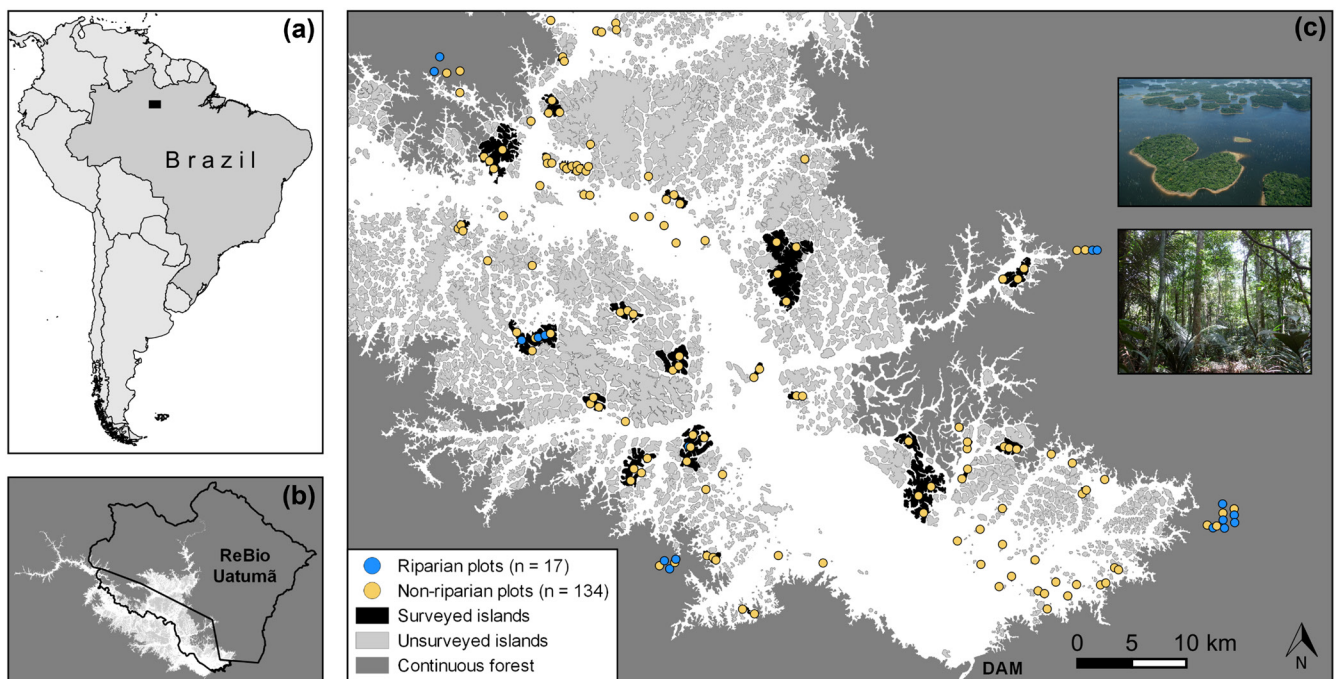 (a)
Brazil
(b)
ReBio
Uatumã
(c)
Riparian plots (n = 17)
Non-riparian plots (n = 134)
Surveyed islands
Unsurveyed islands
Continuous forest
0 5 10 km
DAM
N